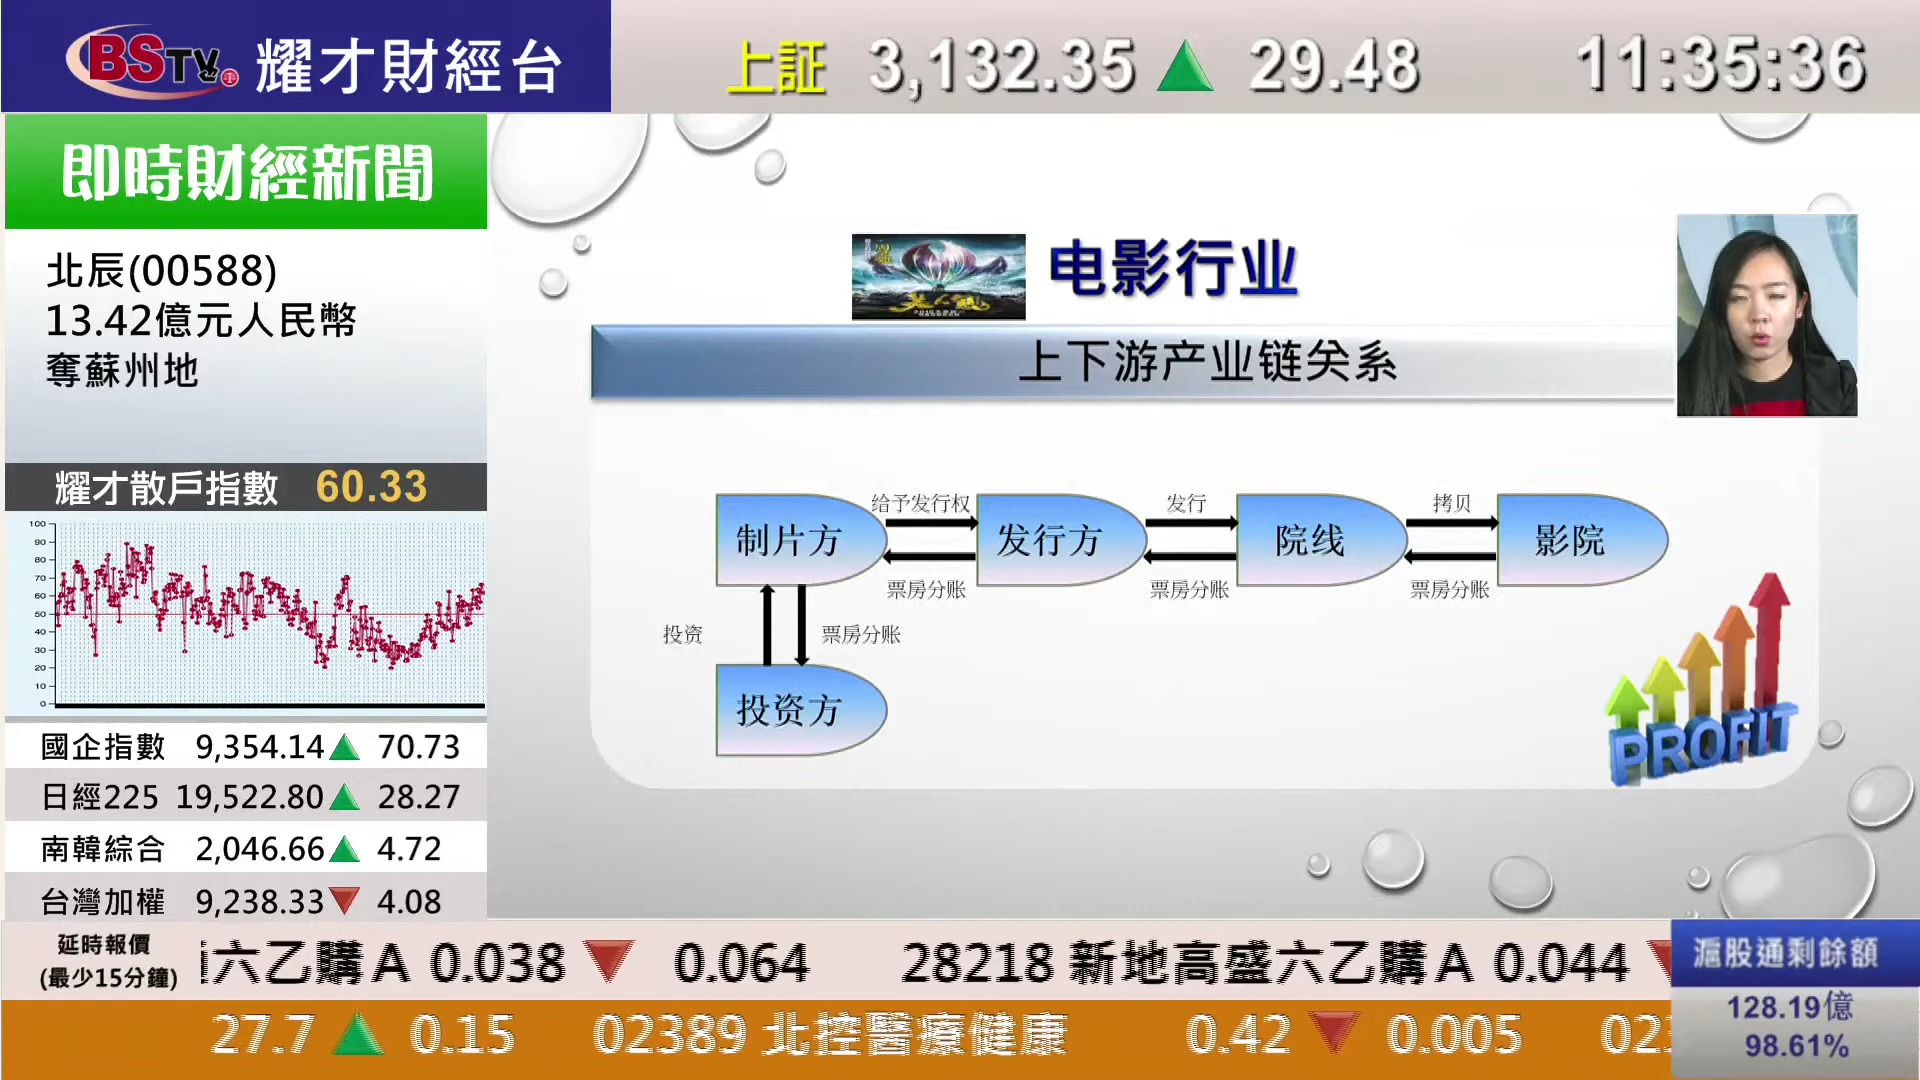 BSTV 耀才財經台
上証 3,132.35 ▲ 29.48 11:35:36
即時財經新聞
北辰(00588)
13.42億元人民幣
奪蘇州地
耀才散戶指數 60.33
100
90
80
70
60
50
40
30
20
10
0
國企指數 9,354.14 ▲ 70.73
日經225 19,522.80 ▲ 28.27
南韓綜合 2,046.66 ▲ 4.72
台灣加權 9,238.33 ▼ 4.08
美人鱼
电影行业
上下游产业链关系
制片方
给予发行权
票房分账
发行方
发行
票房分账
院线
拷贝
票房分账
影院
投资
票房分账
投资方
PROFIT
延時報價
(最少15分鐘)
六乙購A 0.038 ▼ 0.064 28218 新地高盛六乙購A 0.044
27.7 ▲ 0.15 02389 北控醫療健康 0.42 ▼ 0.005 02
滬股通剩餘額
128.19億
98.61%